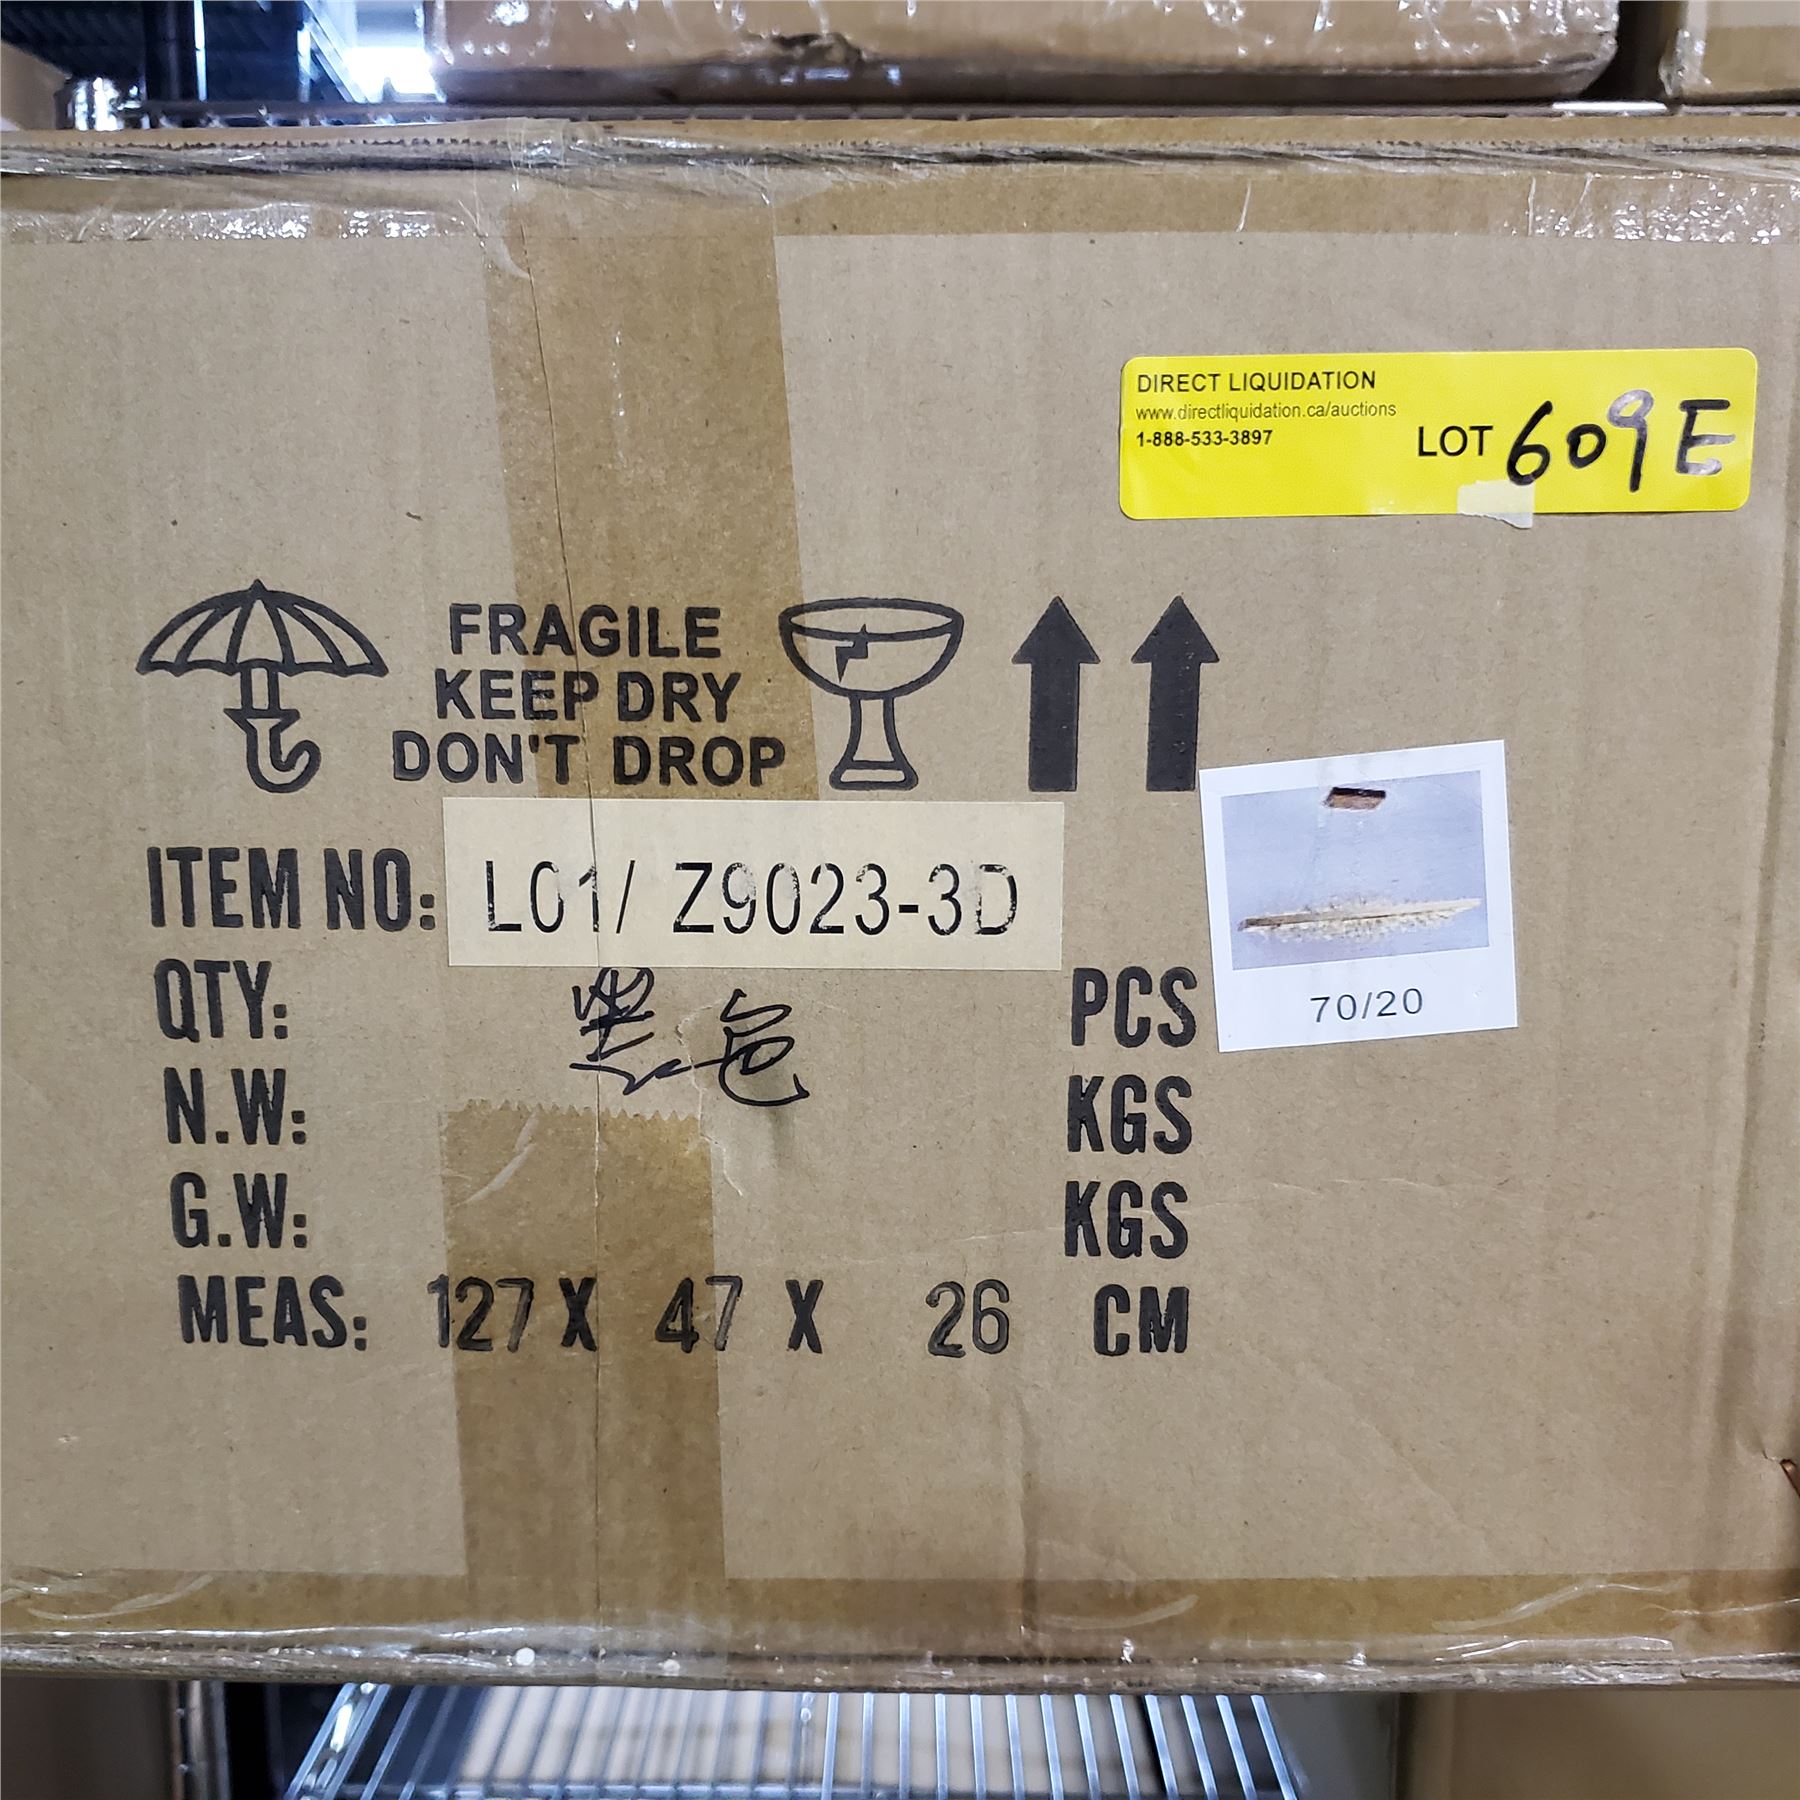 DIRECT LIQUIDATION
www.directliquidation.ca/auctions
1-888-533-3897
LOT 609E
FRAGILE
KEEP DRY
DON'T DROP
ITEM NO: L01/ Z9023-3D
QTY: 黑色 PCS
N.W: KGS
G.W: KGS
MEAS: 127 X 47 X 26 CM
70/20